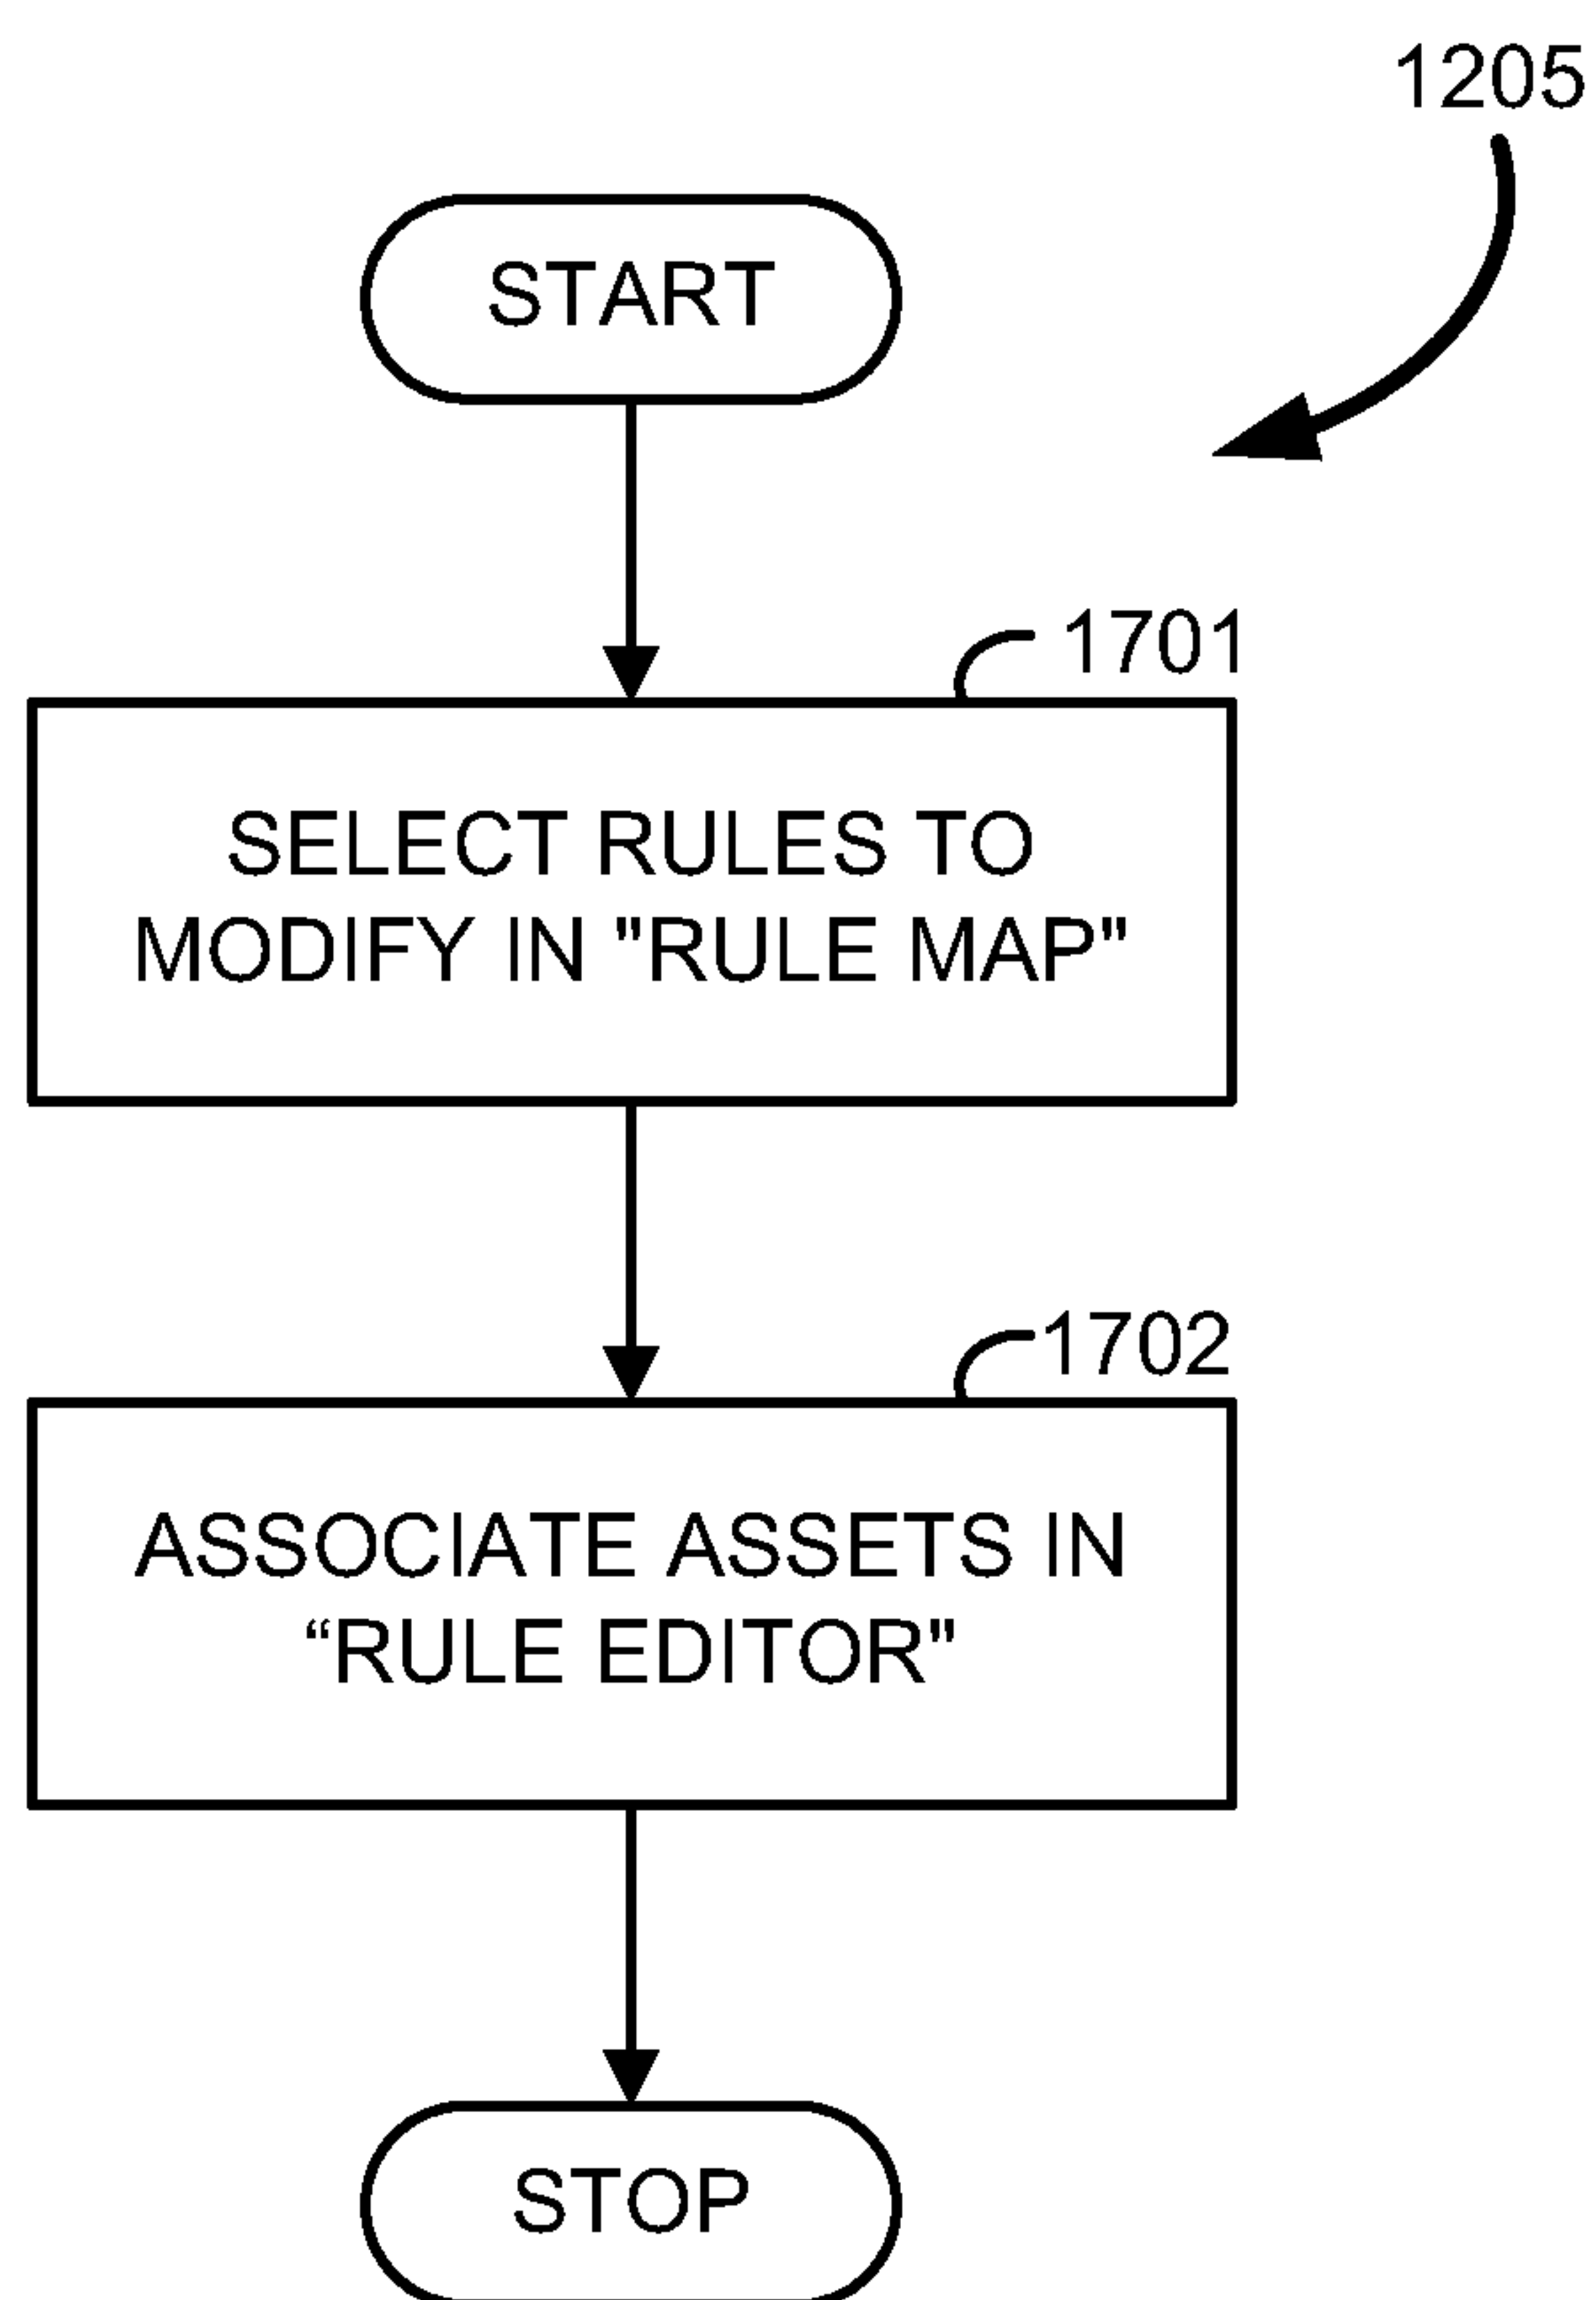 1205
START
1701
SELECT RULES TO
MODIFY IN "RULE MAP"
1702
ASSOCIATE ASSETS IN
“RULE EDITOR"
STOP